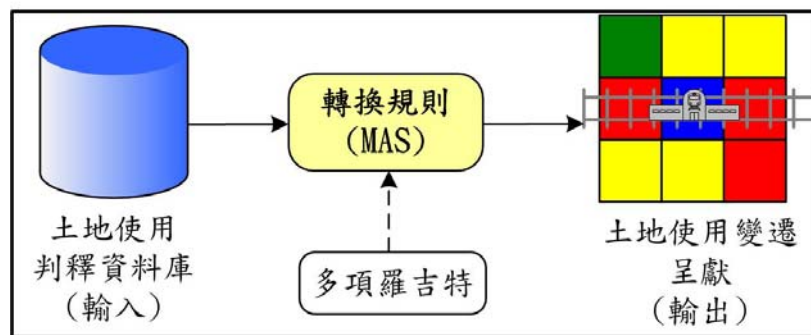 轉換規則
(MAS)
土地使用
判釋資料庫
(輸入)
多項羅吉特
土地使用變遷
呈獻
(輸出)